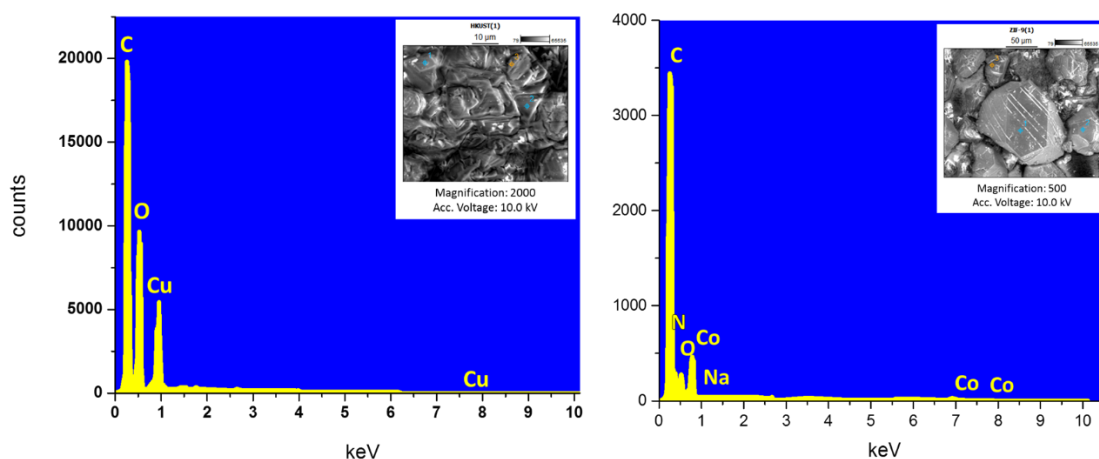 20000
15000
10000
5000
0
counts
C
O
Cu
Cu
0 1 2 3 4 5 6 7 8 9 10
keV
HKUST(1)
10 µm
Magnification: 2000
Acc. Voltage: 10.0 kV
4000
3000
2000
1000
0
C
N
O
Co
Na
Co
Co
0 1 2 3 4 5 6 7 8 9 10
keV
ZIF-9(1)
50 µm
Magnification: 500
Acc. Voltage: 10.0 kV